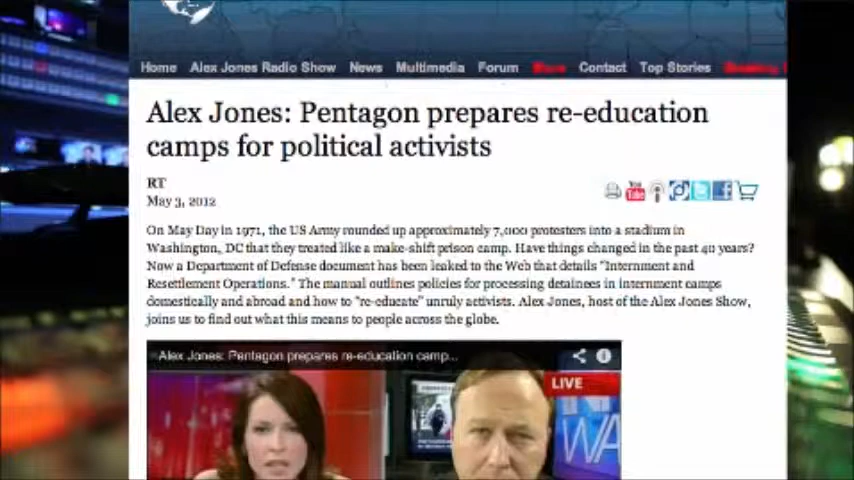 Home Alex Jones Radio Show News Multimedia Forum Store Contact Top Stories Breaking
Alex Jones: Pentagon prepares re-education
camps for political activists
RT
May 3, 2012
You
Tube
On May Day in 1971, the US Army rounded up approximately 7,000 protesters into a stadium in
Washington, DC that they treated like a make-shift prison camp. Have things changed in the past 40 years?
Now a Department of Defense document has been leaked to the Web that details "Internment and
Resettlement Operations." The manual outlines policies for processing detainees in internment camps
domestically and abroad and how to "re-educate" unruly activists. Alex Jones, host of the Alex Jones Show,
joins us to find out what this means to people across the globe.
Alex Jones: Pentagon prepares re-education camp...
LIVE
WA